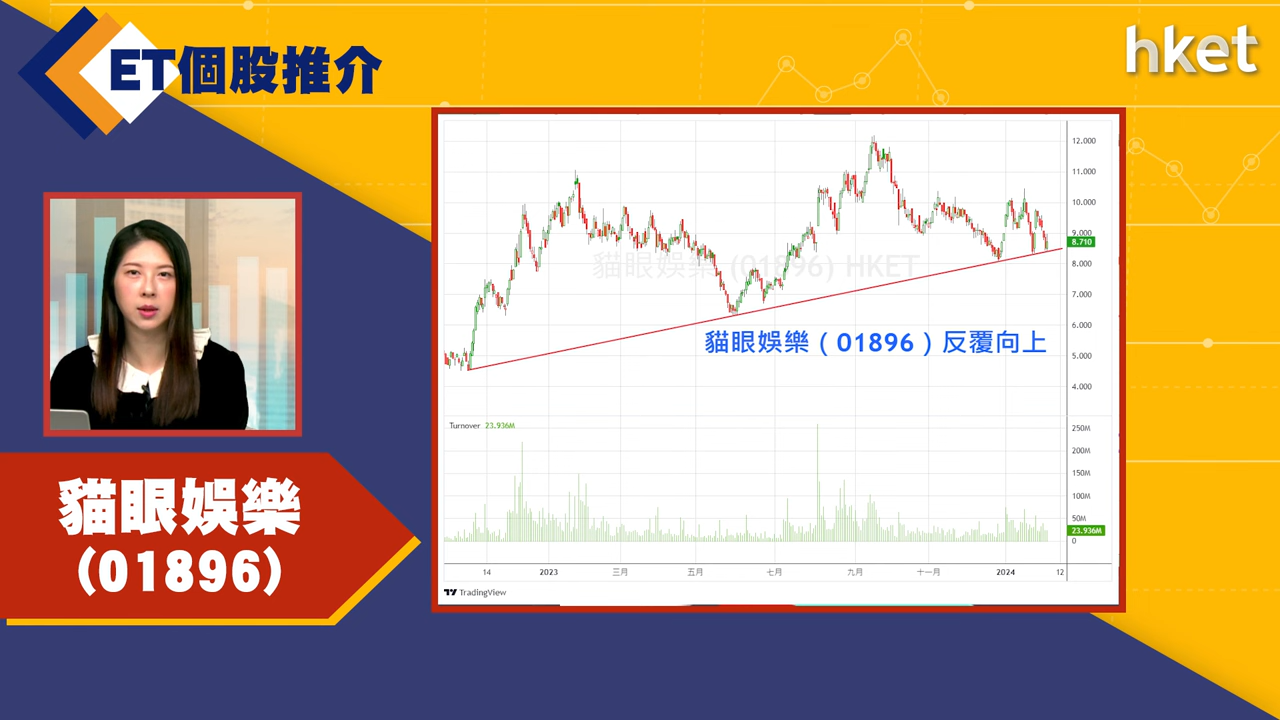 ET個股推介
hket
貓眼娛樂
(01896)
12.000
11.000
10.000
9.000
8.710
8.000
7.000
6.000
5.000
4.000
貓眼娛樂 (01896) HKET
貓眼娛樂(01896)反覆向上
Turnover 23.936M
250M
200M
150M
100M
50M
23.936M
0
14 2023 三月 五月 七月 九月 十一月 2024 12
TradingView